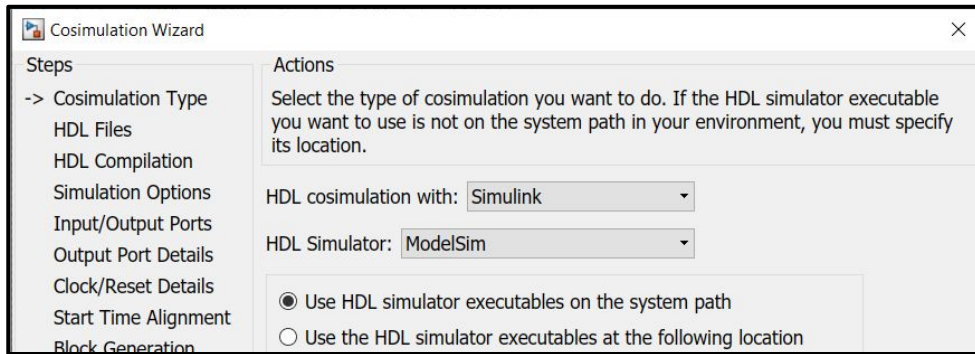 Cosimulation Wizard
Steps
-> Cosimulation Type
HDL Files
HDL Compilation
Simulation Options
Input/Output Ports
Output Port Details
Clock/Reset Details
Start Time Alignment
Block Generation
Actions
Select the type of cosimulation you want to do. If the HDL simulator executable
you want to use is not on the system path in your environment, you must specify
its location.
HDL cosimulation with: Simulink
HDL Simulator: ModelSim
Use HDL simulator executables on the system path
Use the HDL simulator executables at the following location